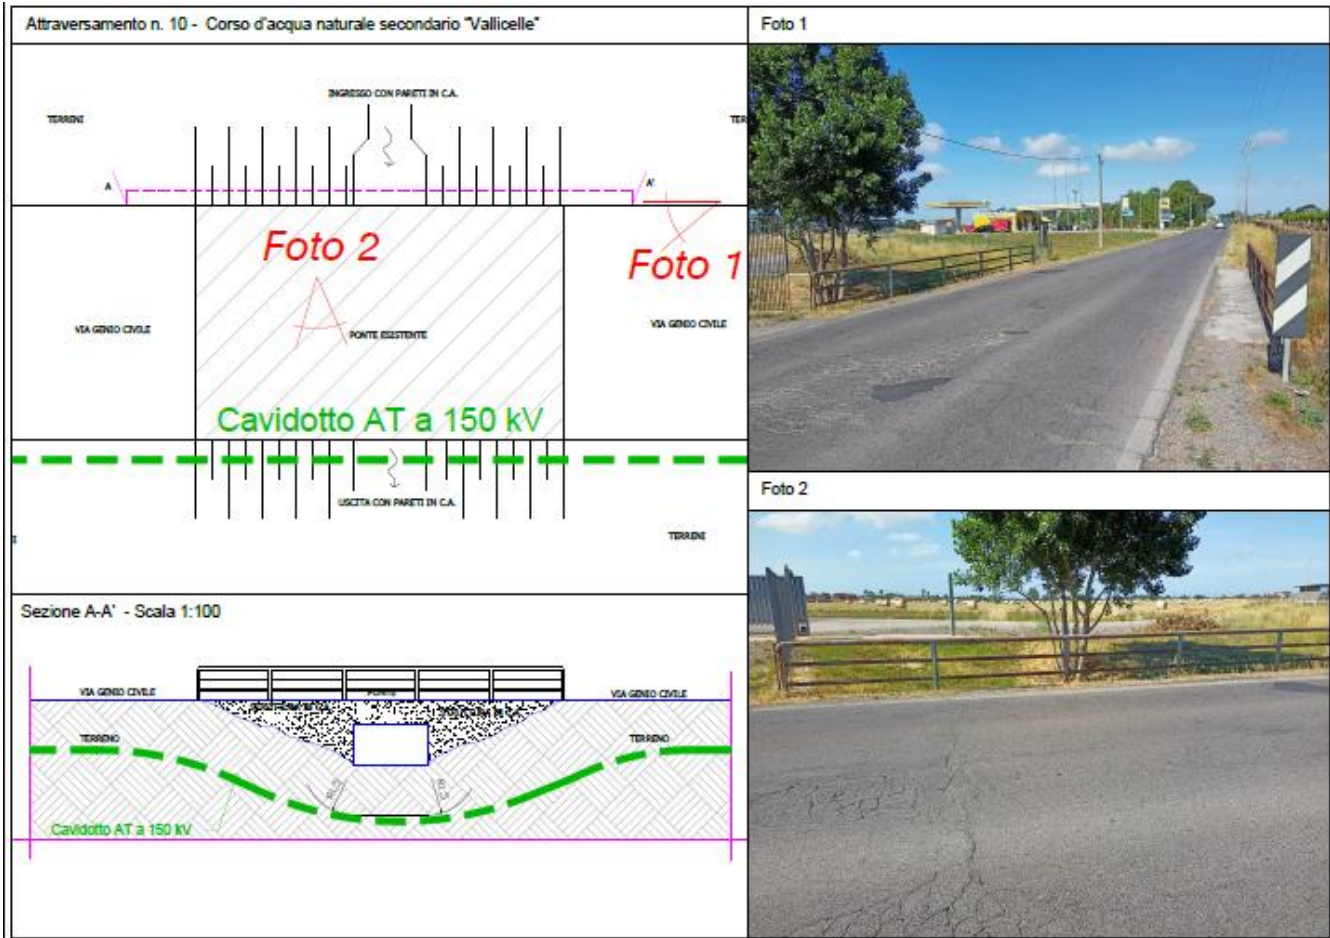 Attraversamento n. 10 - Corso d'acqua naturale secondario "Vallicelle"
INGRESSO CON PARETI IN C.A.
TERRENI
TER
A
A'
Foto 2
Foto 1
VIA GENIO CIVILE
PONTE ESISTENTE
VIA GENIO CIVILE
Cavidotto AT a 150 kV
USCITA CON PARETI IN C.A.
TERRENI
Sezione A-A' - Scala 1:100
VIA GENIO CIVILE
PONTE
VIA GENIO CIVILE
TERRENO
TERRENO
Cavidotto AT a 150 kV
Foto 1
Foto 2